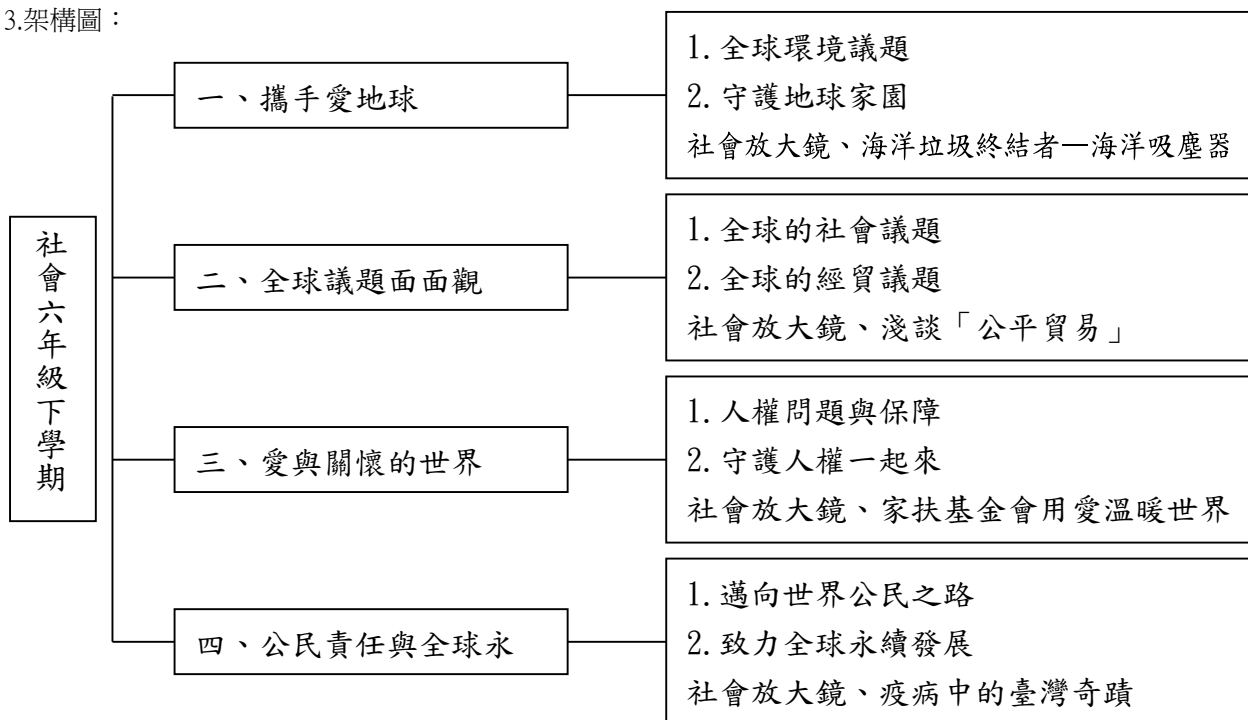 3.架構圖：
社會六年級下學期
一、攜手愛地球
1.全球環境議題
2.守護地球家園
社會放大鏡、海洋垃圾終結者—海洋吸塵器
二、全球議題面面觀
1.全球的社會議題
2.全球的經貿議題
社會放大鏡、淺談「公平貿易」
三、愛與關懷的世界
1.人權問題與保障
2.守護人權一起來
社會放大鏡、家扶基金會用愛溫暖世界
四、公民責任與全球永
1.邁向世界公民之路
2.致力全球永續發展
社會放大鏡、疫病中的臺灣奇蹟